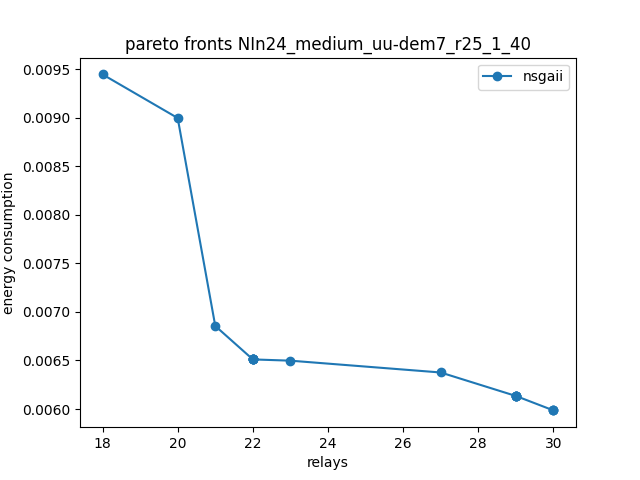 pareto fronts NIn24_medium_uu-dem7_r25_1_40
nsgaii
0.0095
0.0090
0.0085
0.0080
0.0075
0.0070
0.0065
0.0060
energy consumption
18 20 22 24 26 28 30
relays